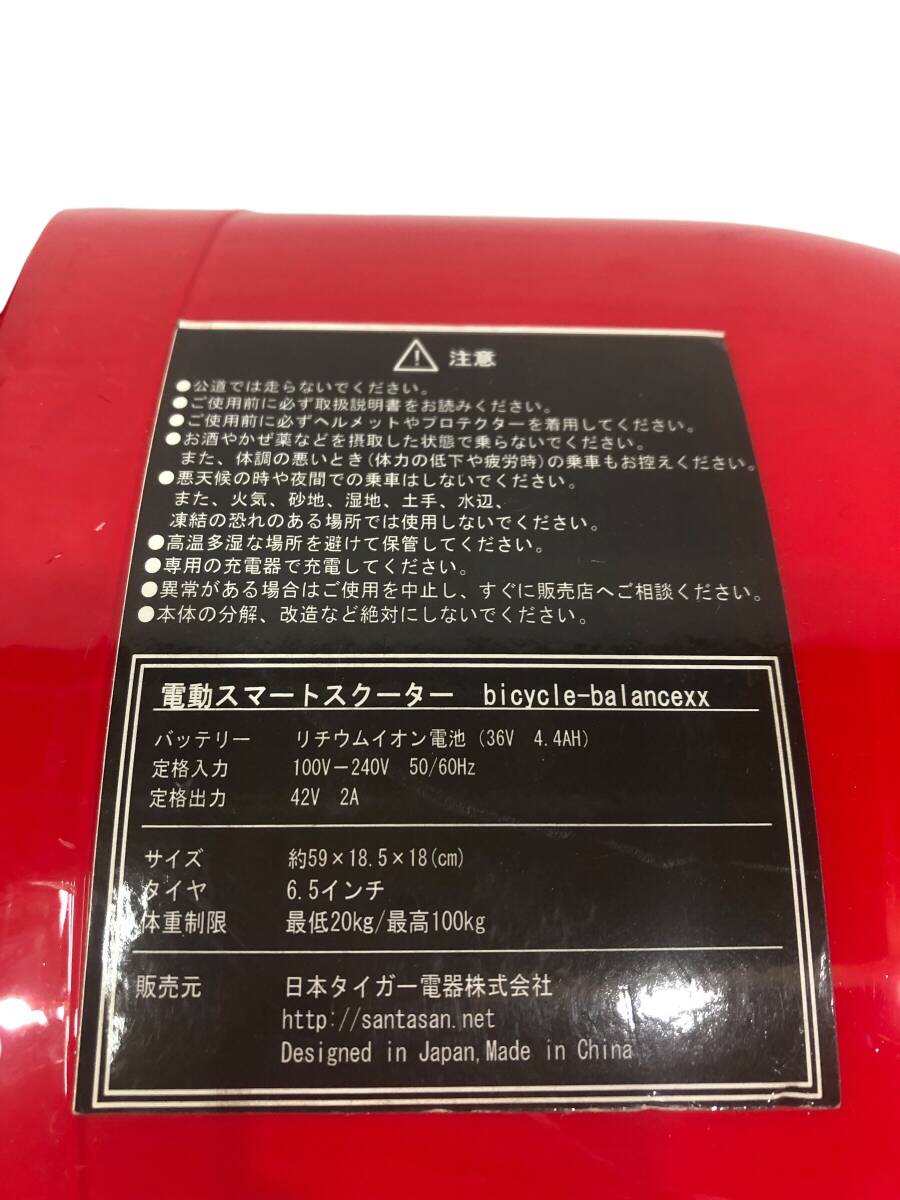 注意
●公道では走らないでください。
●ご使用前に必ず取扱説明書をお読みください。
●ご使用前に必ずヘルメットやプロテクターを着用してください。
●お酒やかぜ薬などを摂取した状態で乗らないでください。
また、体調の悪いとき(体力の低下や疲労時)の乗車もお控えください。
●悪天候の時や夜間での乗車はしないでください。
また、火気、砂地、湿地、土手、水辺、
凍結の恐れのある場所では使用しないでください。
●高温多湿な場所を避けて保管してください。
●専用の充電器で充電してください。
●異常がある場合はご使用を中止し、すぐに販売店へご相談ください。
●本体の分解、改造など絶対にしないでください。
電動スマートスクーター bicycle-balancexx
バッテリー リチウムイオン電池(36V 4.4AH)
定格入力 100V－240V 50/60Hz
定格出力 42V 2A
サイズ 約59×18.5×18(cm)
タイヤ 6.5インチ
体重制限 最低20kg/最高100kg
販売元 日本タイガー電器株式会社
http://santasan.net
Designed in Japan,Made in China